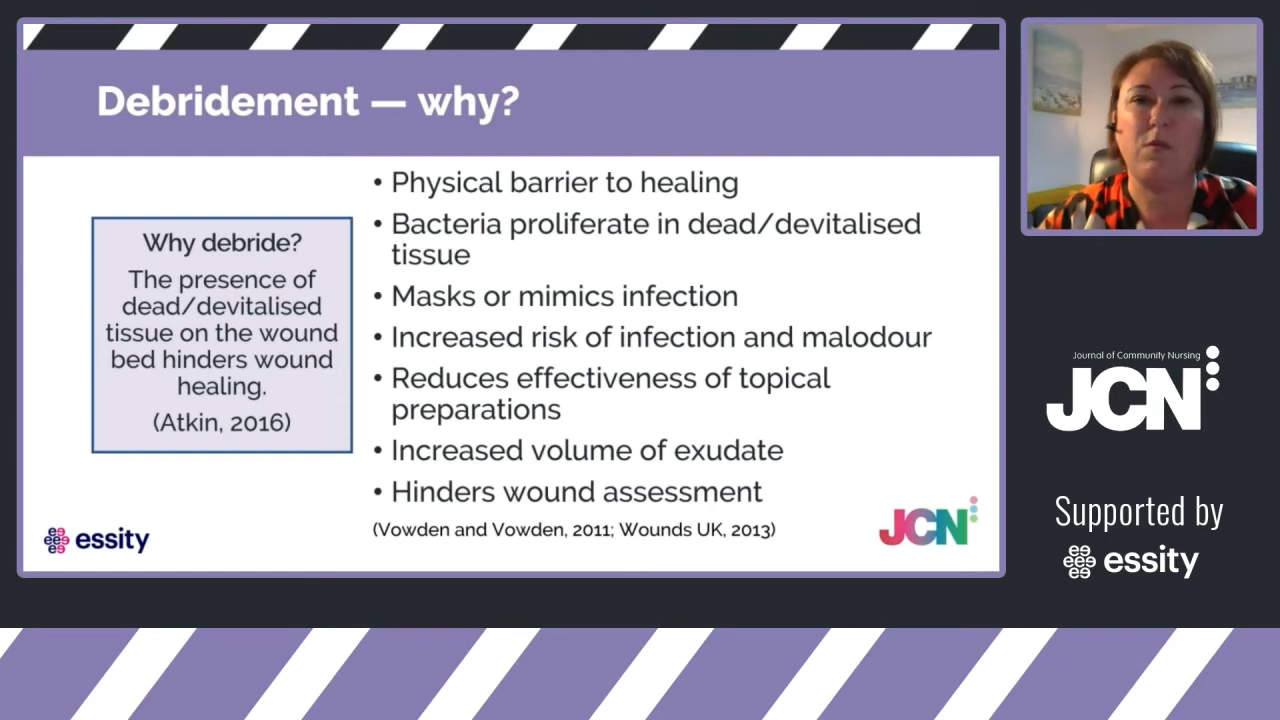 Debridement — why?
Why debride?
The presence of
dead/devitalised
tissue on the wound
bed hinders wound
healing.
(Atkin, 2016)
• Physical barrier to healing
• Bacteria proliferate in dead/devitalised
tissue
• Masks or mimics infection
• Increased risk of infection and malodour
• Reduces effectiveness of topical
preparations
• Increased volume of exudate
• Hinders wound assessment
(Vowden and Vowden, 2011; Wounds UK, 2013)
essity
JCN
Journal of Community Nursing
JCN
Supported by
essity